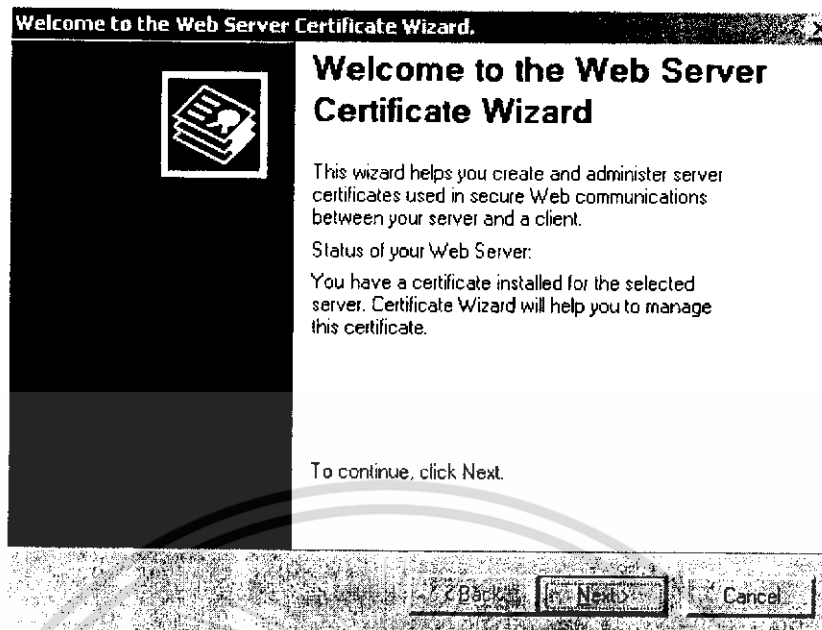 Welcome to the Web Server Certificate Wizard.
Welcome to the Web Server
Certificate Wizard
This wizard helps you create and administer server
certificates used in secure Web communications
between your server and a client.
Status of your Web Server:
You have a certificate installed for the selected
server. Certificate Wizard will help you to manage
this certificate.
To continue, click Next.
< Back
Next >
Cancel